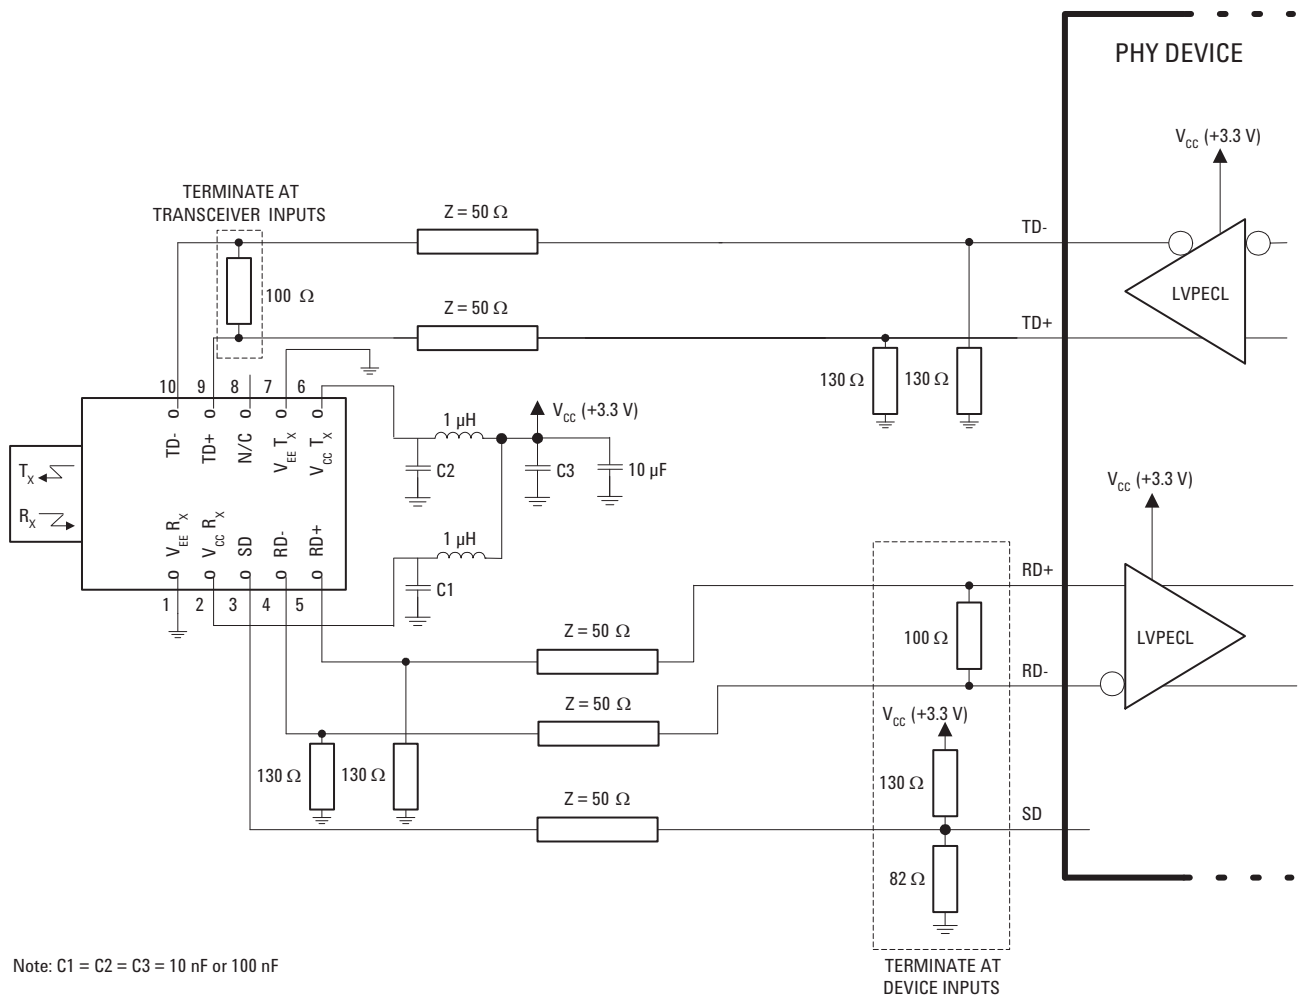 PHY DEVICE
V_CC (+3.3 V)
TERMINATE AT
TRANSCEIVER INPUTS
Z = 50 Ω
TD-
LVPECL
100 Ω
Z = 50 Ω
TD+
130 Ω
130 Ω
10 9 8 7 6
TD-
TD+
N/C
V_EE T_X
V_CC T_X
1 µH
V_CC (+3.3 V)
C2
C3
10 µF
T_X
R_X
V_EE R_X
V_CC R_X
SD
RD-
RD+
1 µH
C1
1 2 3 4 5
V_CC (+3.3 V)
RD+
Z = 50 Ω
100 Ω
LVPECL
RD-
Z = 50 Ω
V_CC (+3.3 V)
130 Ω
130 Ω
130 Ω
Z = 50 Ω
SD
82 Ω
TERMINATE AT
DEVICE INPUTS
Note: C1 = C2 = C3 = 10 nF or 100 nF